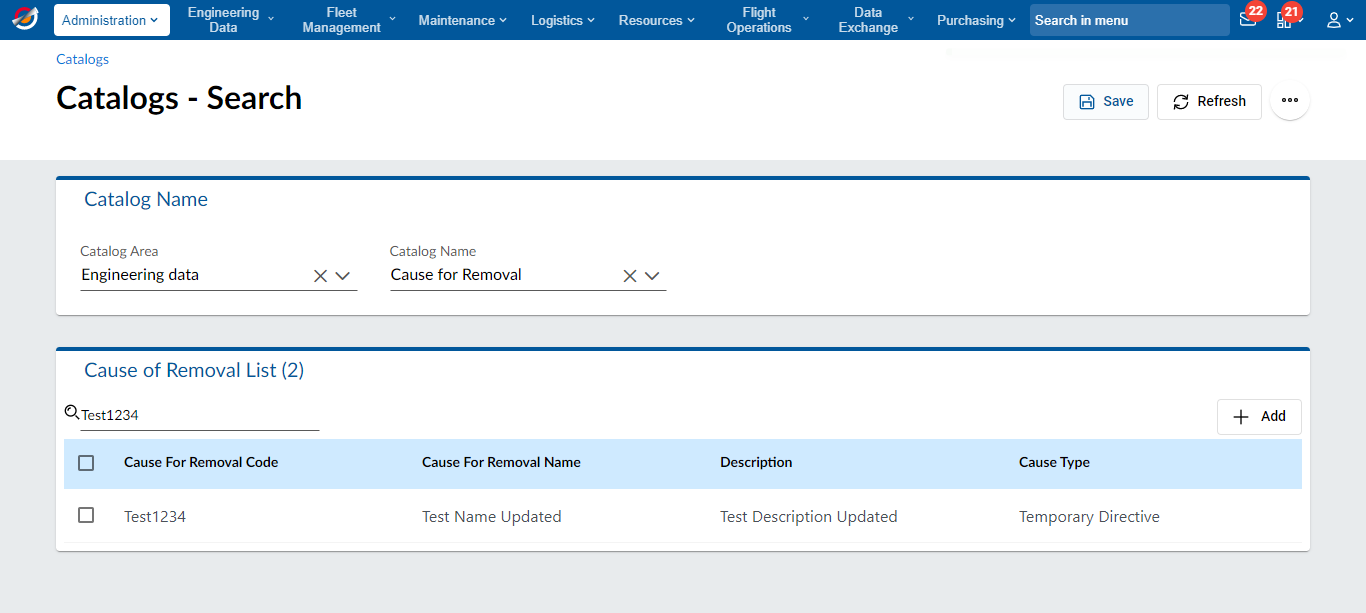 Administration
Engineering
Data
Fleet
Management
Maintenance
Logistics
Resources
Flight
Operations
Data
Exchange
Purchasing
Search in menu
22
21
Catalogs
Catalogs - Search
Save
Refresh
Catalog Name
Catalog Area
Catalog Name
Engineering data
Cause for Removal
Cause of Removal List (2)
Test1234
Add
Cause For Removal Code
Cause For Removal Name
Description
Cause Type
Test1234
Test Name Updated
Test Description Updated
Temporary Directive